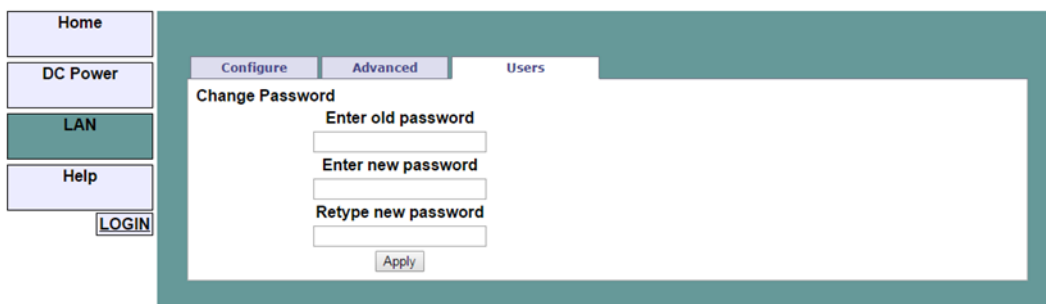 Home
DC Power
LAN
Help
LOGIN
Configure
Advanced
Users
Change Password
Enter old password
Enter new password
Retype new password
Apply